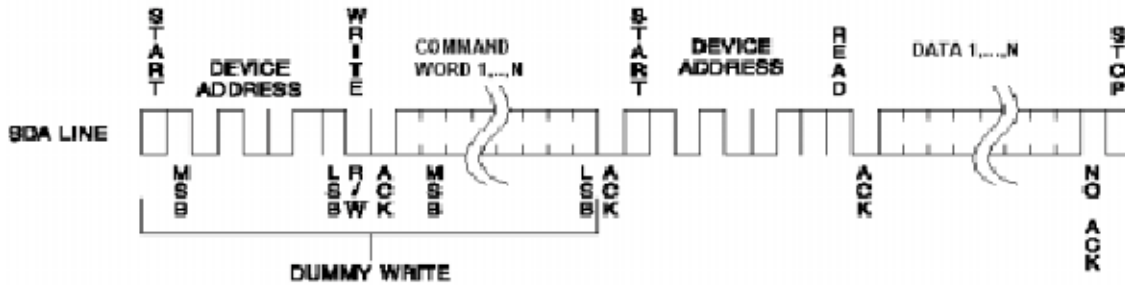 START
WRITE
START
READ
STOP
DEVICE
ADDRESS
COMMAND
WORD 1,...,N
DEVICE
ADDRESS
DATA 1,...,N
SDA LINE
MSB
LSB
R/W
ACK
MSB
LSB
ACK
ACK
NO ACK
DUMMY WRITE